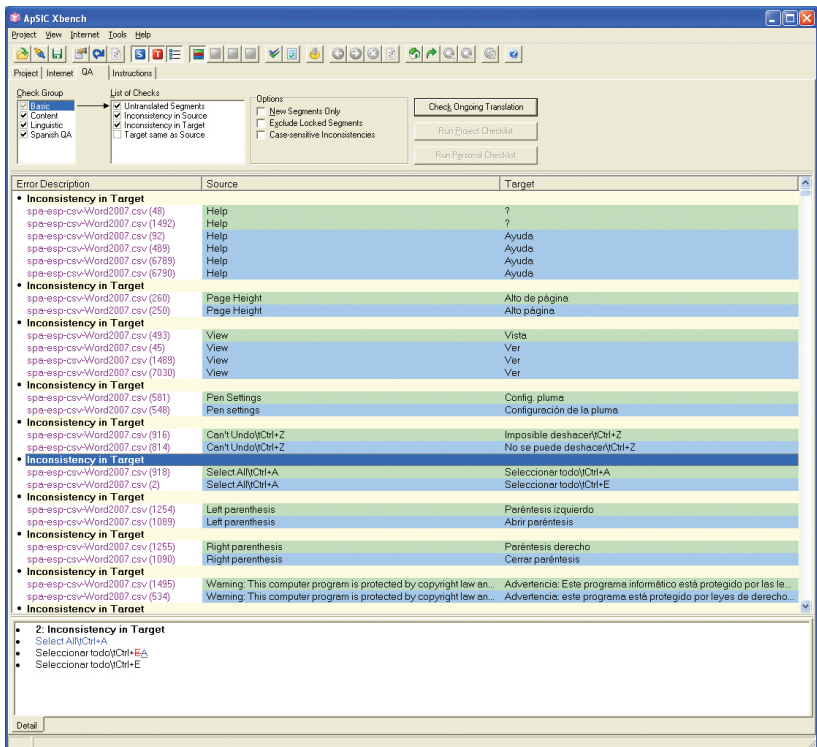 ApSIC Xbench
Project View Internet Tools Help
Project Internet QA Instructions
Check Group List of Checks Options
Basic Untranslated Segments New Segments Only Check Ongoing Translation
Content Inconsistency in Source Exclude Locked Segments
Linguistic Inconsistency in Target Case-sensitive Inconsistencies Run Project Checklist
Spanish QA Target same as Source
Run Personal Checklist
Error Description Source Target
• Inconsistency in Target
spa-esp-csv-Word2007.csv (48) Help ?
spa-esp-csv-Word2007.csv (1492) Help ?
spa-esp-csv-Word2007.csv (92) Help Ayuda
spa-esp-csv-Word2007.csv (489) Help Ayuda
spa-esp-csv-Word2007.csv (6789) Help Ayuda
spa-esp-csv-Word2007.csv (6790) Help Ayuda
• Inconsistency in Target
spa-esp-csv-Word2007.csv (260) Page Height Alto de página
spa-esp-csv-Word2007.csv (250) Page Height Alto página
• Inconsistency in Target
spa-esp-csv-Word2007.csv (493) View Vista
spa-esp-csv-Word2007.csv (45) View Ver
spa-esp-csv-Word2007.csv (1489) View Ver
spa-esp-csv-Word2007.csv (7030) View Ver
• Inconsistency in Target
spa-esp-csv-Word2007.csv (581) Pen Settings Config. pluma
spa-esp-csv-Word2007.csv (548) Pen settings Configuración de la pluma
• Inconsistency in Target
spa-esp-csv-Word2007.csv (916) Can't Undo\tCtrl+Z Imposible deshacer\tCtrl+Z
spa-esp-csv-Word2007.csv (814) Can't Undo\tCtrl+Z No se puede deshacer\tCtrl+Z
• Inconsistency in Target
spa-esp-csv-Word2007.csv (918) Select All\tCtrl+A Seleccionar todo\tCtrl+A
spa-esp-csv-Word2007.csv (2) Select All\tCtrl+A Seleccionar todo\tCtrl+E
• Inconsistency in Target
spa-esp-csv-Word2007.csv (1254) Left parenthesis Paréntesis izquierdo
spa-esp-csv-Word2007.csv (1089) Left parenthesis Abrir paréntesis
• Inconsistency in Target
spa-esp-csv-Word2007.csv (1255) Right parenthesis Paréntesis derecho
spa-esp-csv-Word2007.csv (1090) Right parenthesis Cerrar paréntesis
• Inconsistency in Target
spa-esp-csv-Word2007.csv (1495) Warning: This computer program is protected by copyright law an... Advertencia: Este programa informático está protegido por las le...
spa-esp-csv-Word2007.csv (534) Warning: This computer program is protected by copyright law an... Advertencia: este programa está protegido por leyes de derecho...
• Inconsistency in Target
• 2: Inconsistency in Target
• Select All\tCtrl+A
• Seleccionar todo\tCtrl+EA
• Seleccionar todo\tCtrl+E
Detail